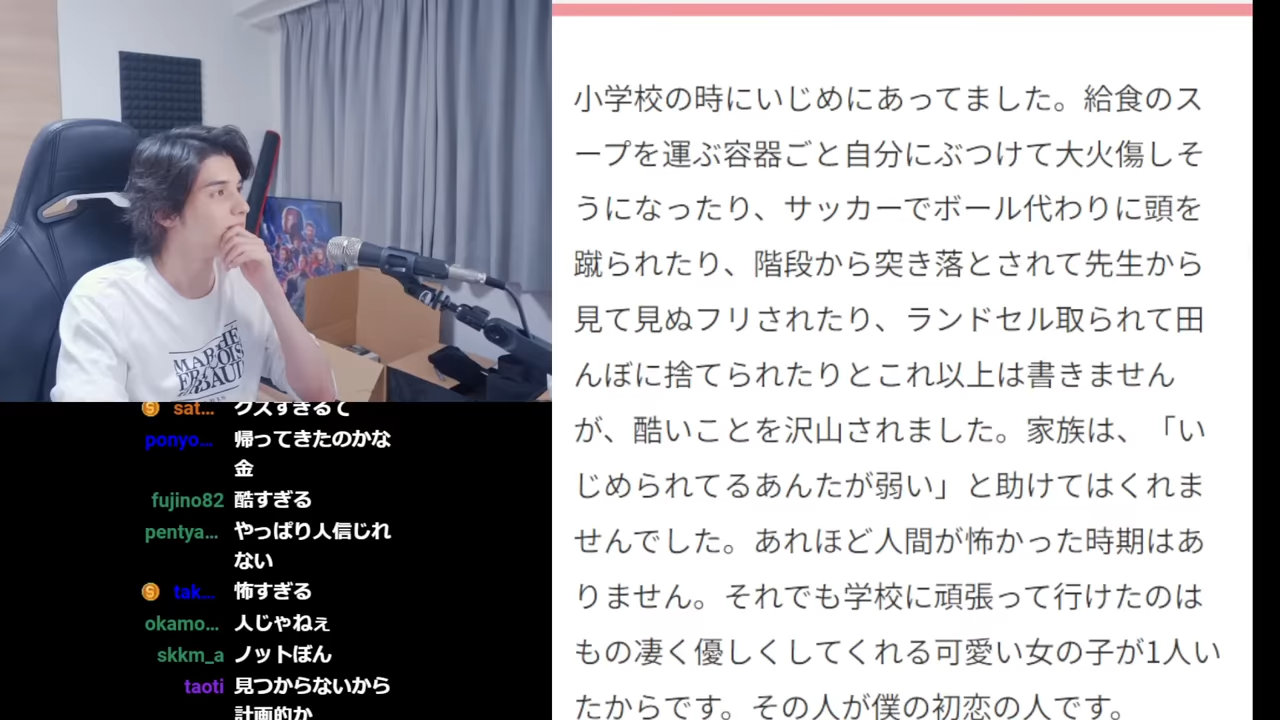 小学校の時にいじめにあってました。給食のス
ープを運ぶ容器ごと自分にぶつけて大火傷しそ
うになったり、サッカーでボール代わりに頭を
蹴られたり、階段から突き落とされて先生から
見て見ぬフリされたり、ランドセル取られて田
んぼに捨てられたりとこれ以上は書きません
が、酷いことを沢山されました。家族は、「い
じめられてるあんたが弱い」と助けてはくれま
せんでした。あれほど人間が怖かった時期はあ
りません。それでも学校に頑張って行けたのは
もの凄く優しくしてくれる可愛い女の子が1人い
たからです。その人が僕の初恋の人です。
sat… クズすぎるて
ponyo… 帰ってきたのかな
金
fujino82 酷すぎる
pentya… やっぱり人信じれ
ない
tak… 怖すぎる
okamo… 人じゃねぇ
skkm_a ノットぽん
taoti 見つからないから
計画的か